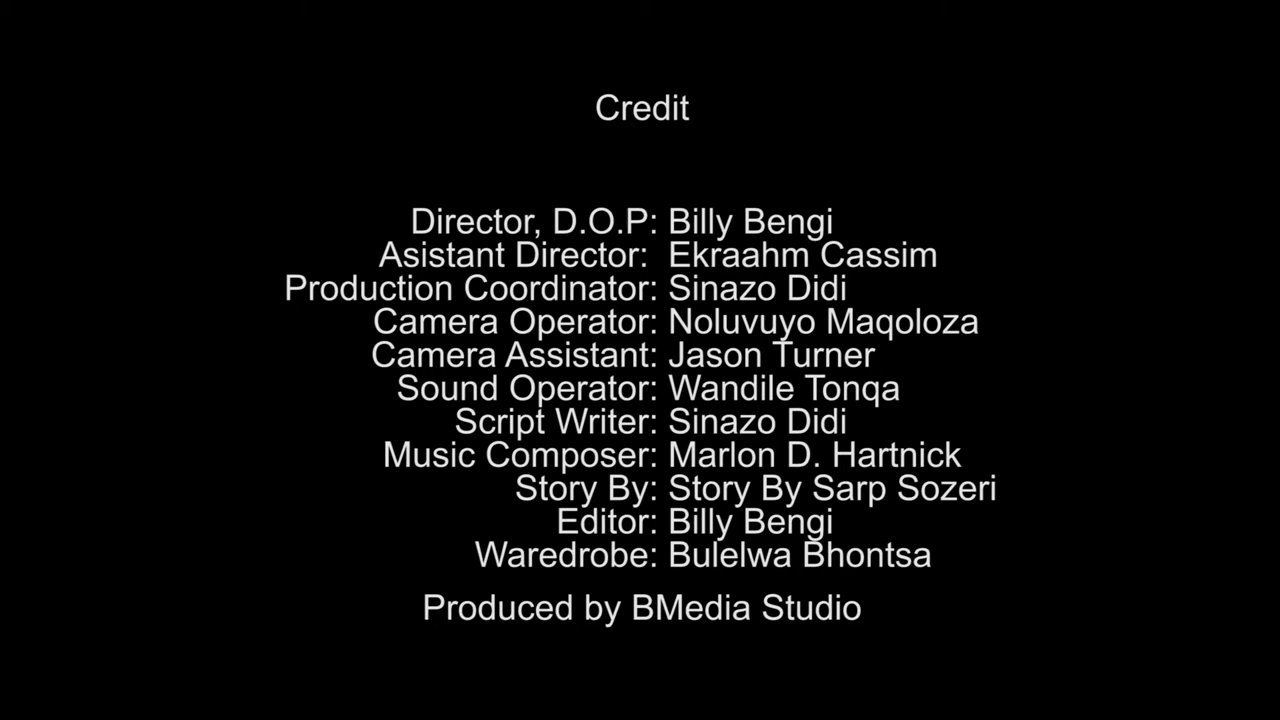 Credit
Director, D.O.P: Billy Bengi
Asistant Director: Ekraahm Cassim
Production Coordinator: Sinazo Didi
Camera Operator: Noluvuyo Maqoloza
Camera Assistant: Jason Turner
Sound Operator: Wandile Tonqa
Script Writer: Sinazo Didi
Music Composer: Marlon D. Hartnick
Story By: Story By Sarp Sozeri
Editor: Billy Bengi
Waredrobe: Bulelwa Bhontsa
Produced by BMedia Studio